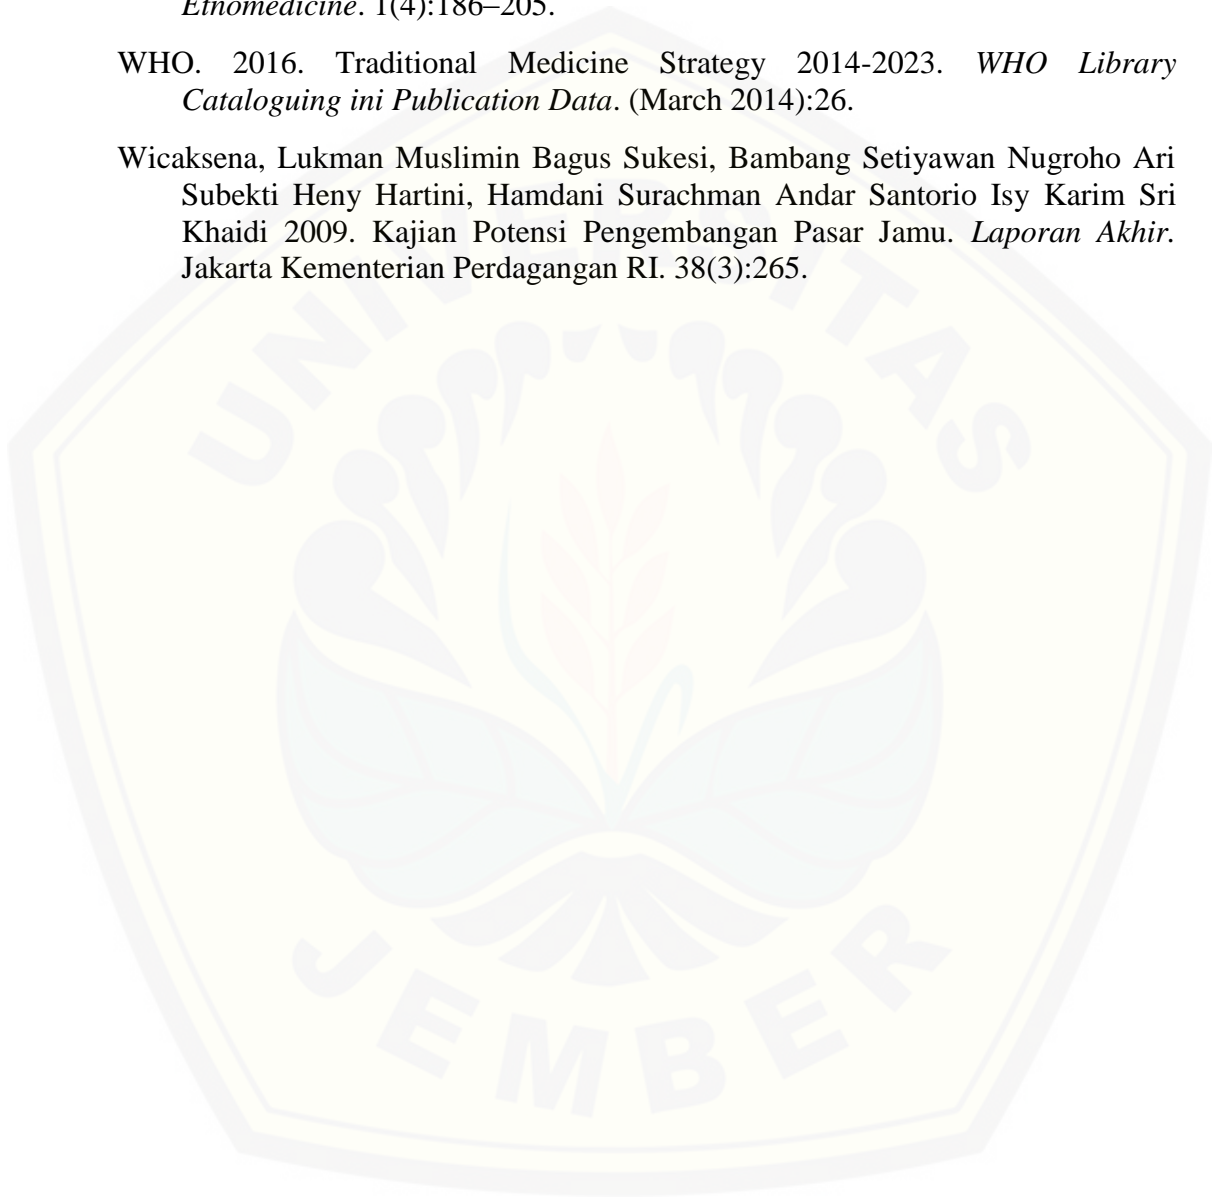 Etnomedicine. 1(4):186–205.
WHO. 2016. Traditional Medicine Strategy 2014-2023. WHO Library
Cataloguing ini Publication Data. (March 2014):26.
Wicaksena, Lukman Muslimin Bagus Sukesi, Bambang Setiyawan Nugroho Ari
Subekti Heny Hartini, Hamdani Surachman Andar Santorio Isy Karim Sri
Khaidi 2009. Kajian Potensi Pengembangan Pasar Jamu. Laporan Akhir.
Jakarta Kementerian Perdagangan RI. 38(3):265.
UNIVERSITAS
JEMBER